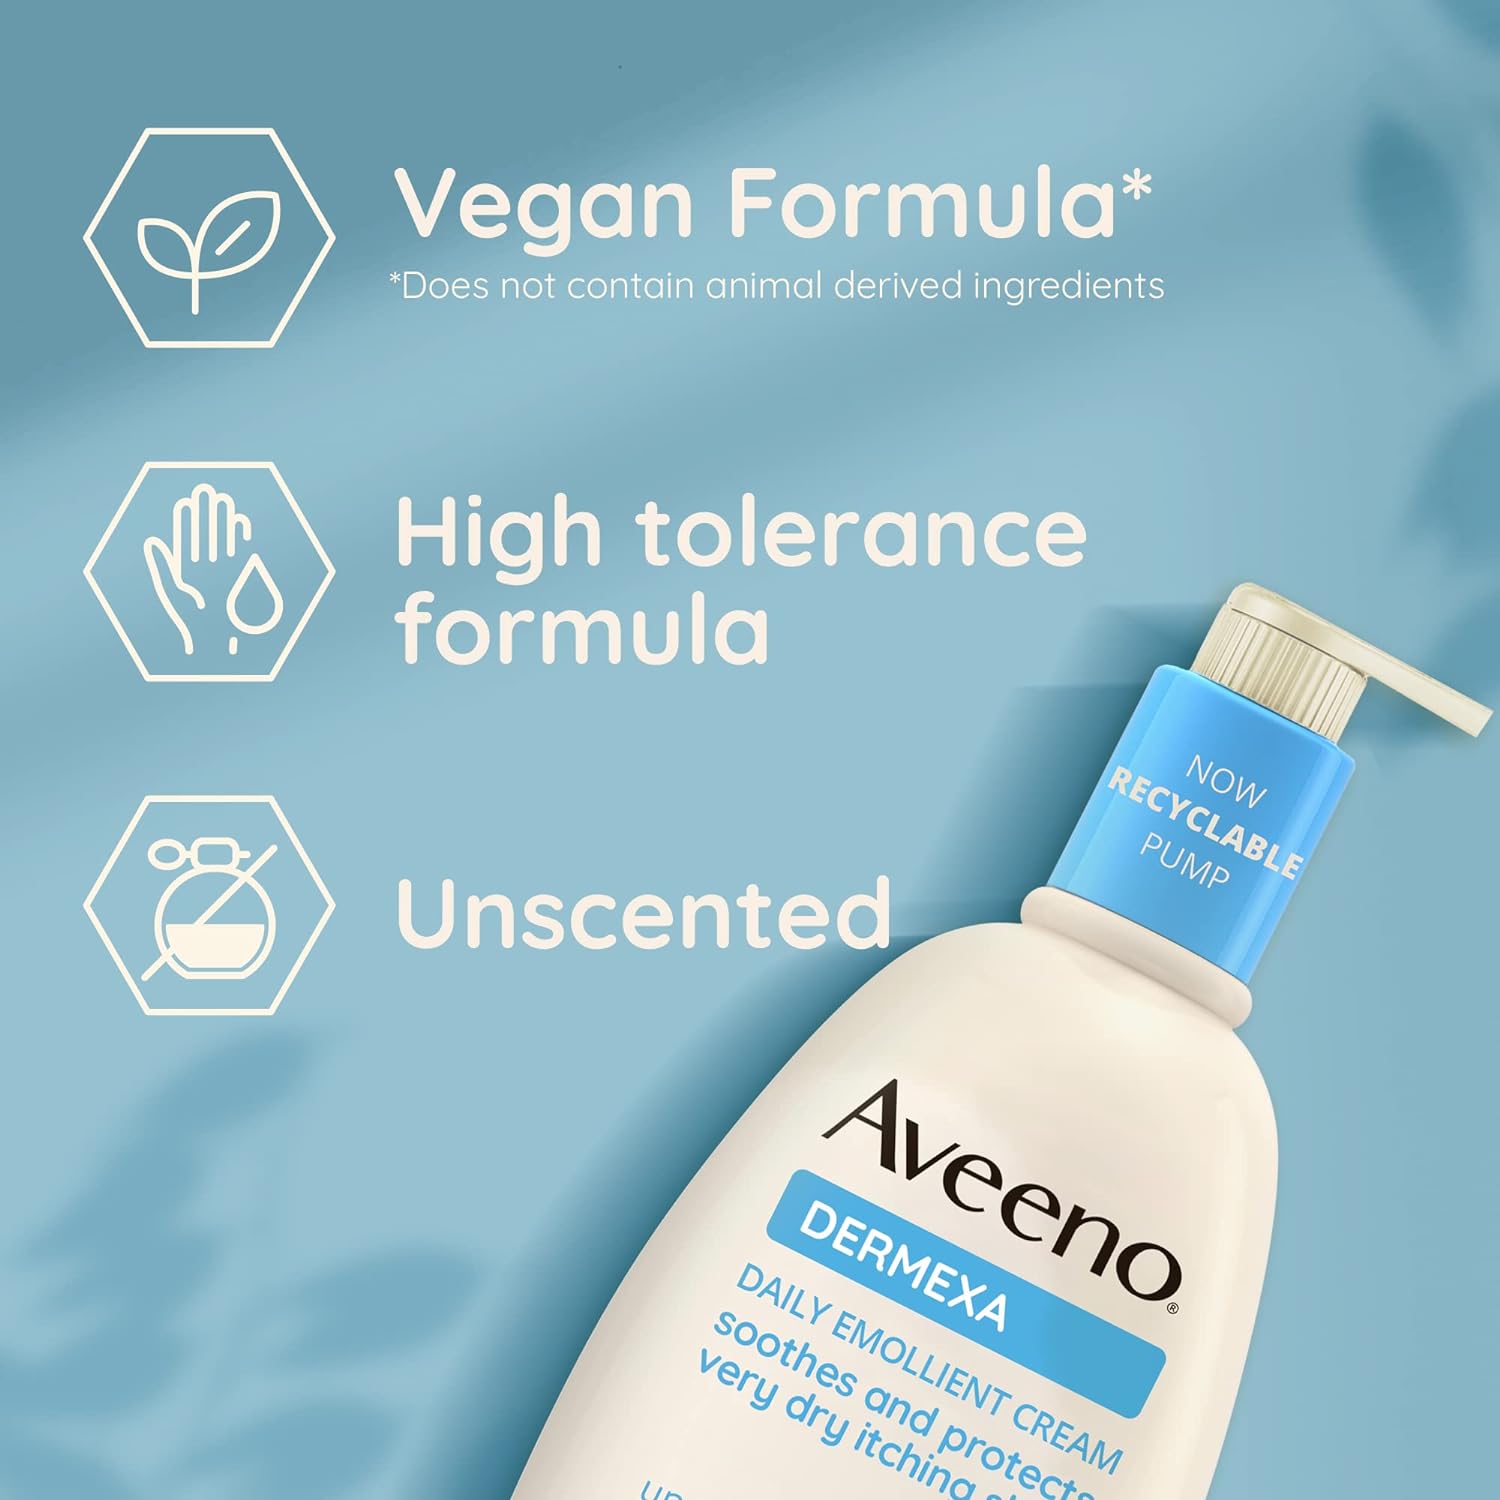 Vegan Formula*
*Does not contain animal derived ingredients
High tolerance
formula
Unscented
NOW
RECYCLABLE
PUMP
Aveeno®
DERMEXA
DAILY EMOLLIENT CREAM
soothes and protects
very dry itching